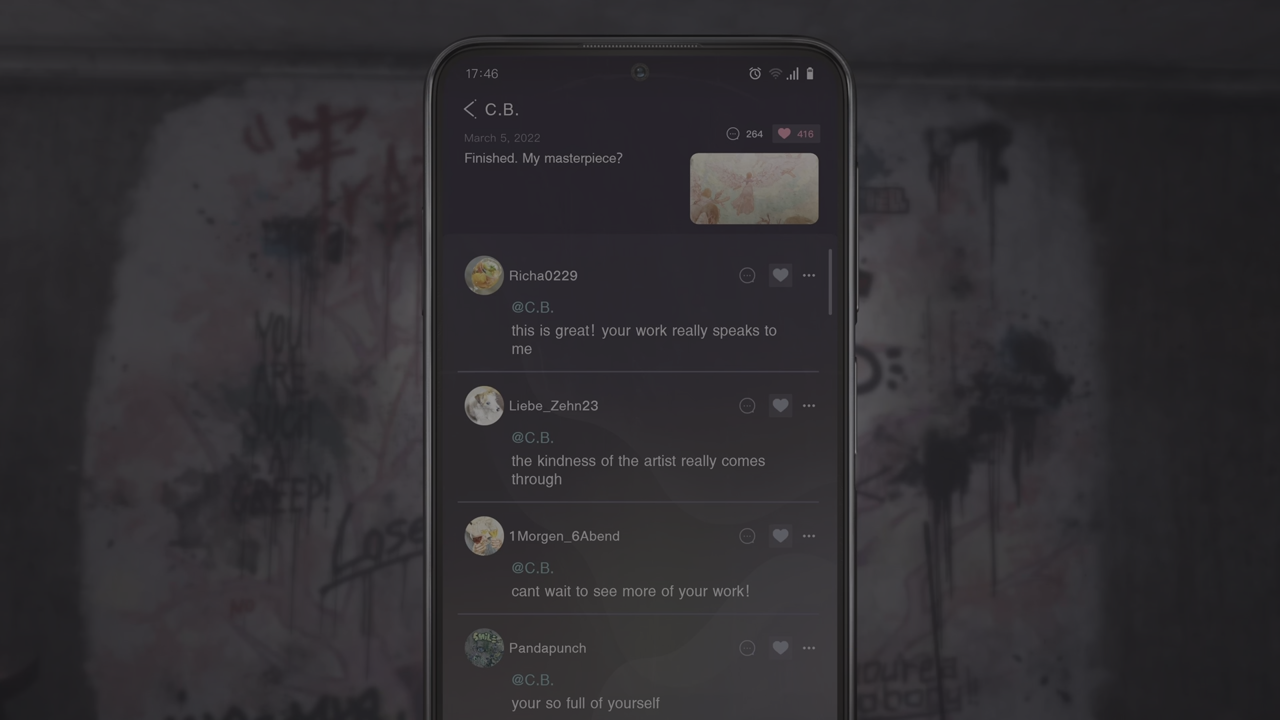 17:46
C.B.
March 5, 2022
264
416
Finished. My masterpiece?
Richa0229
@C.B.
this is great! your work really speaks to
me
Liebe_Zehn23
@C.B.
the kindness of the artist really comes
through
1Morgen_6Abend
@C.B.
cant wait to see more of your work!
Pandapunch
@C.B.
your so full of yourself
YOU
ARE
SUCH
CREEP!
Lose